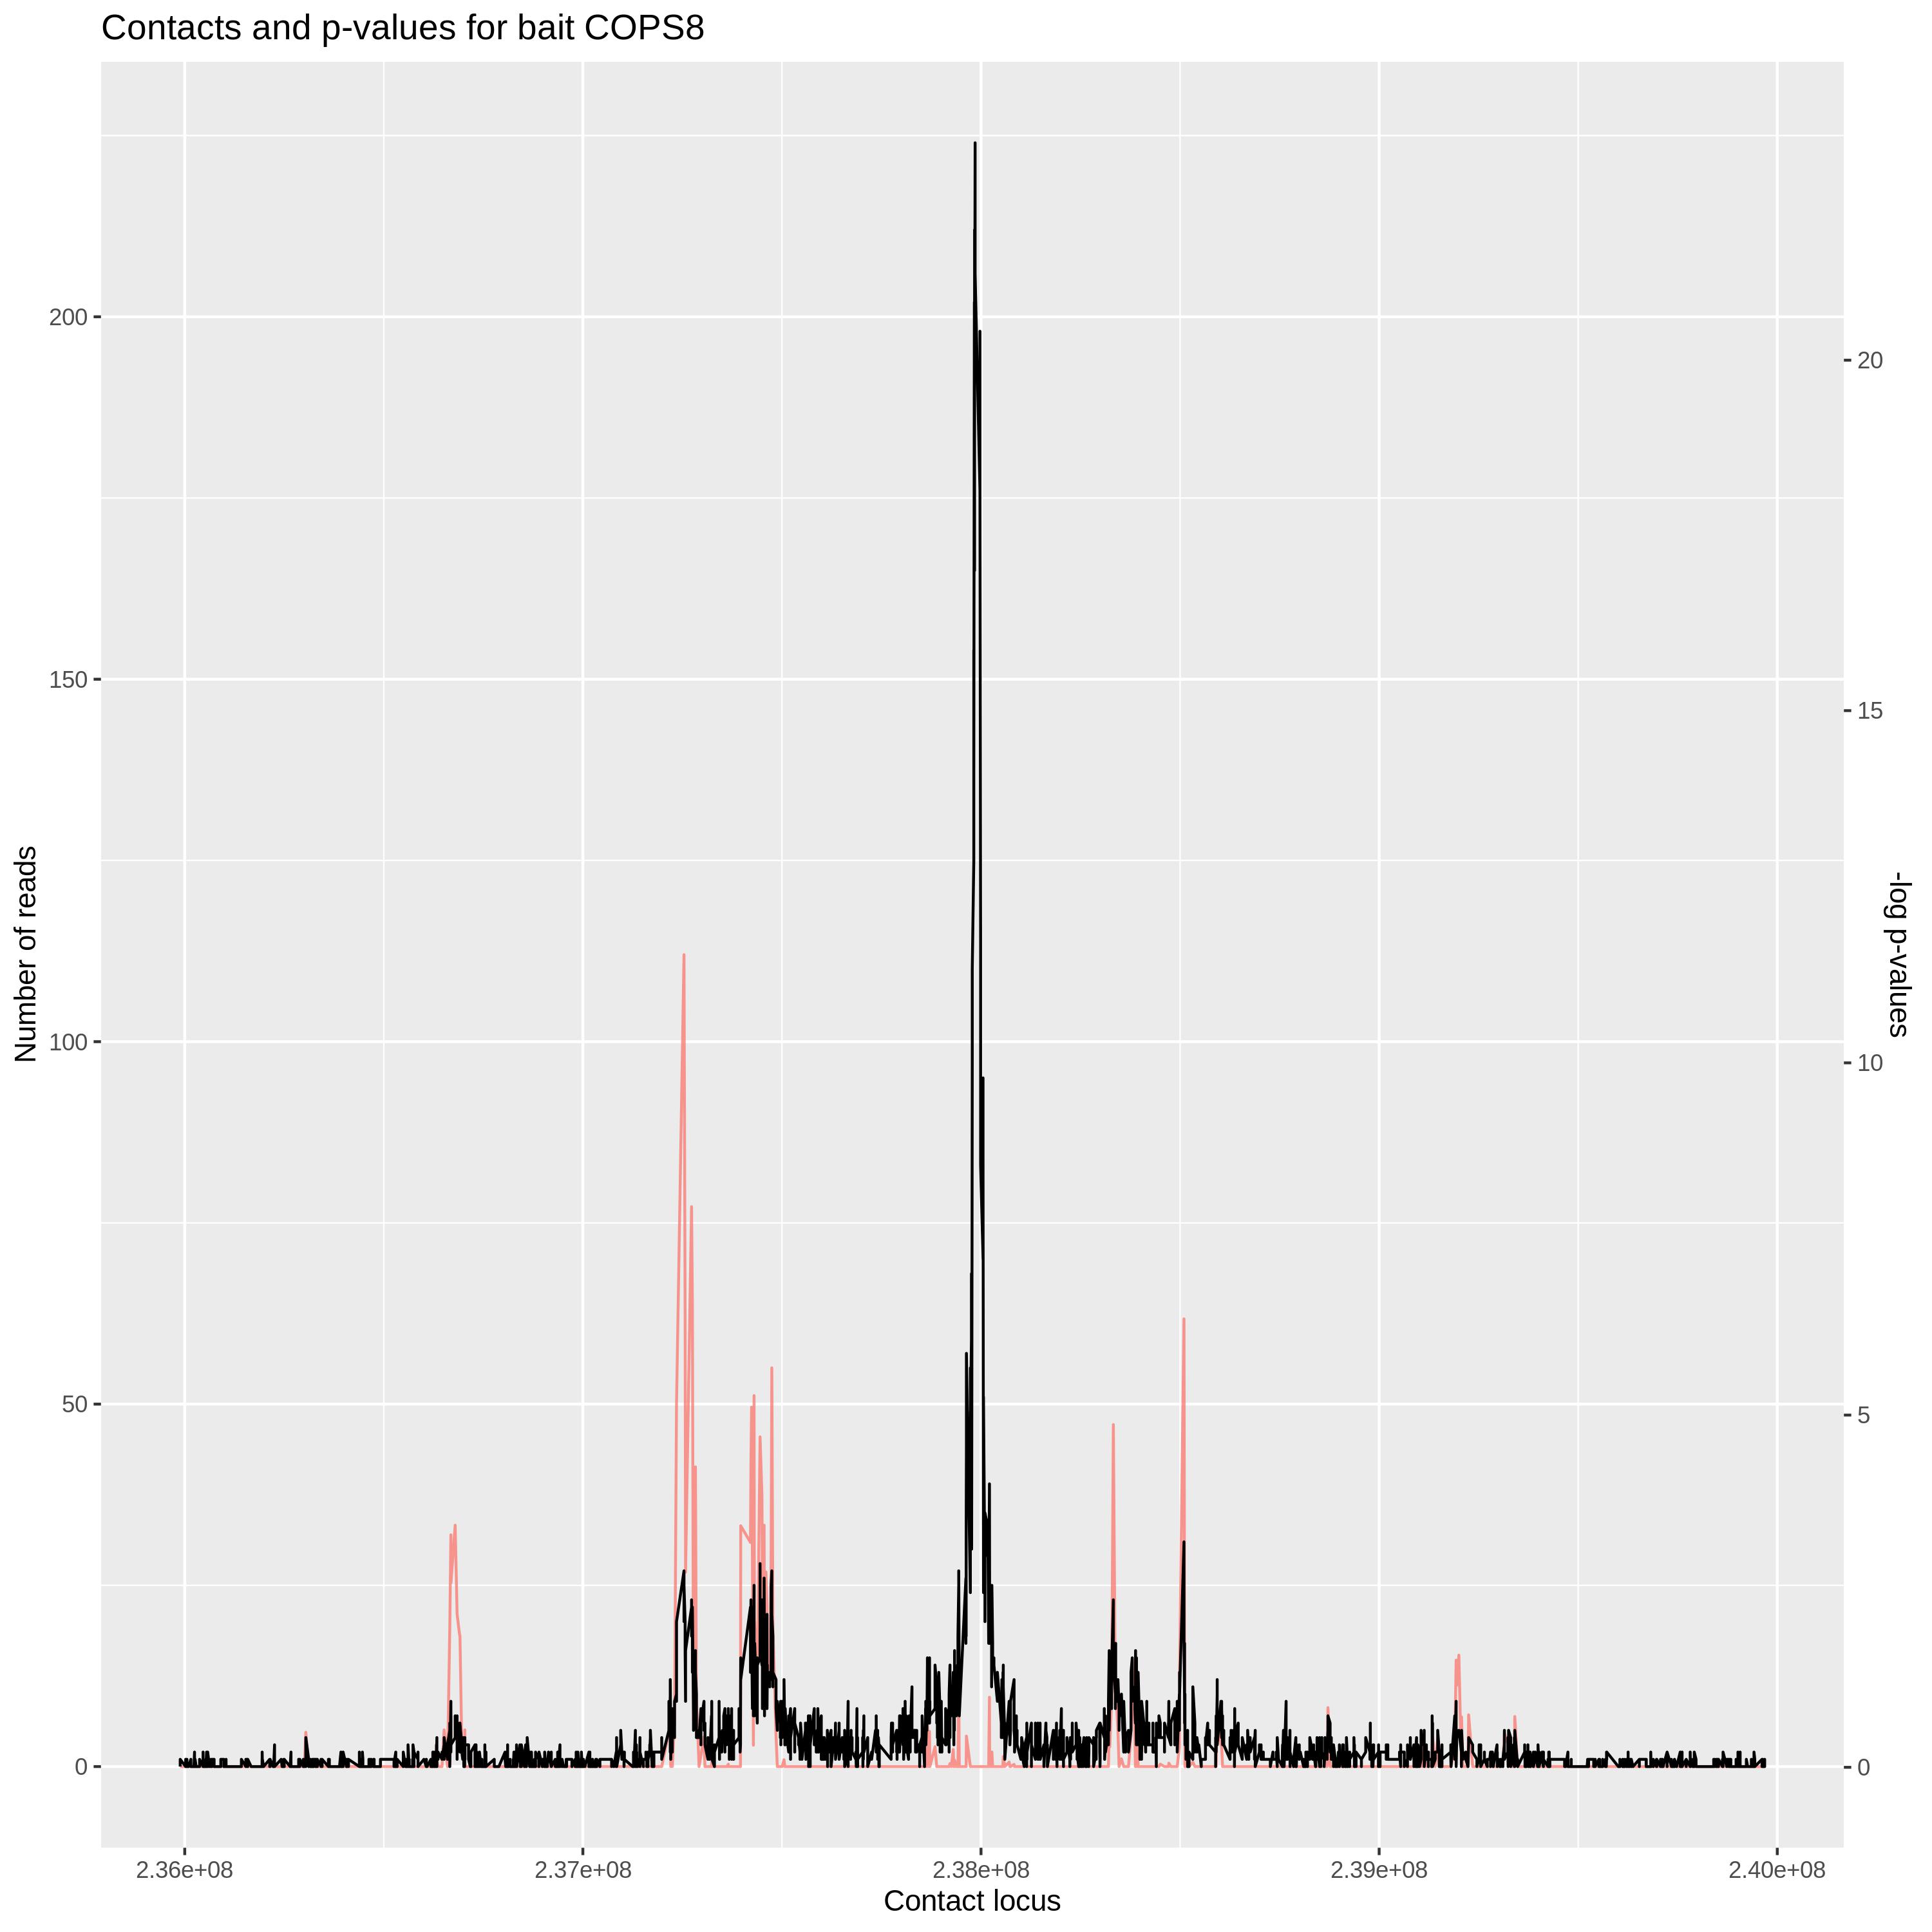 Contacts and p-values for bait COPS8
200
150
100
50
0
Number of reads
20
15
10
5
0
-log p-values
2.36e+08
2.37e+08
2.38e+08
2.39e+08
2.40e+08
Contact locus